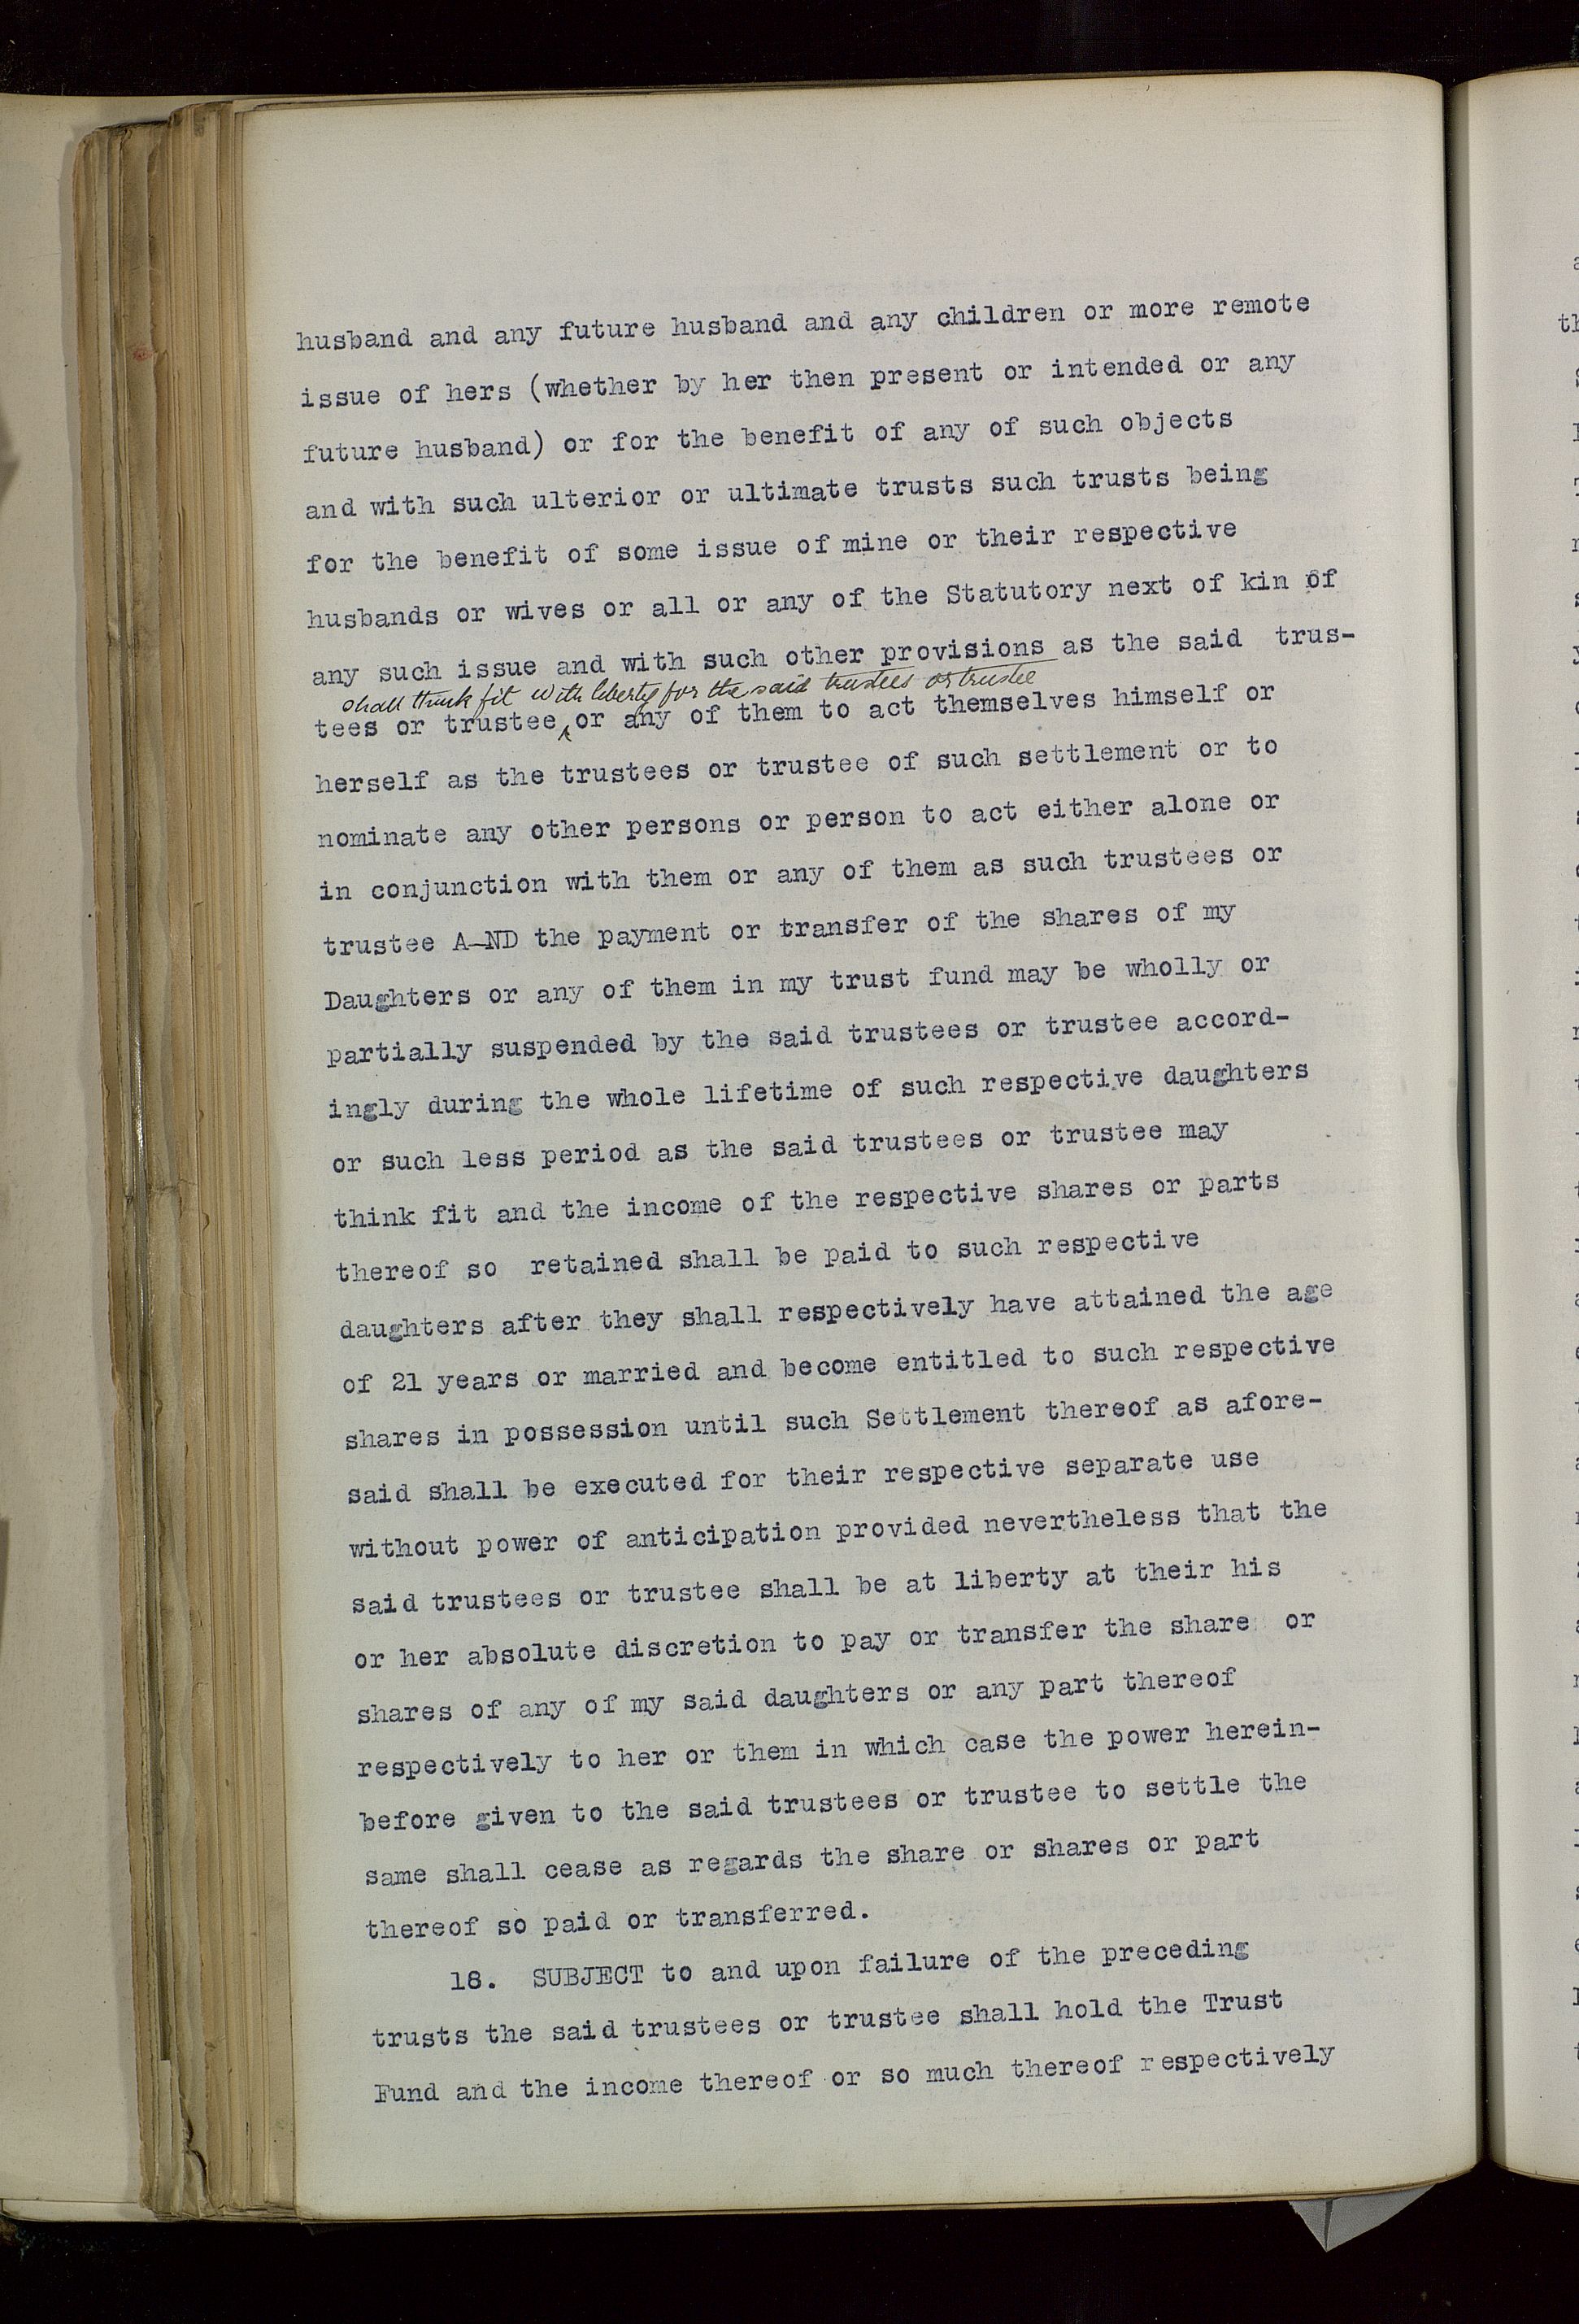 husband and any future husband and any children or more remote
issue of hers (whether by her then present or intended or any
future husband) or for the benefit of any of such objects
and with such ulterior or ultimate trusts such trusts being
for the benefit of some issue of mine or their respective
husbands or wives or all or any of the Statutory next of kin of
any such issue and with such other provisions as the said trus-
shall think fit with liberty for the said trustees or trustee
tees or trustee or any of them to act themselves himself or
herself as the trustees or trustee of such settlement or to
nominate any other persons or person to act either alone or
in conjunction with them or any of them as such trustees or
trustee A-ND the payment or transfer of the shares of my
Daughters or any of them in my trust fund may be wholly or
partially suspended by the said trustees or trustee accord-
ingly during the whole lifetime of such respective daughters
or such less period as the said trustees or trustee may
think fit and the income of the respective shares or parts
thereof so retained shall be paid to such respective
daughters after they shall respectively have attained the age
of 21 years or married and become entitled to such respective
shares in possession until such Settlement thereof as afore-
said shall be executed for their respective separate use
without power of anticipation provided nevertheless that the
said trustees or trustee shall be at liberty at their his
or her absolute discretion to pay or transfer the share or
shares of any of my said daughters or any part thereof
respectively to her or them in which case the power herein-
before given to the said trustees or trustee to settle the
same shall cease as regards the share or shares or part
thereof so paid or transferred.
18. SUBJECT to and upon failure of the preceding
trusts the said trustees or trustee shall hold the Trust
Fund and the income thereof or so much thereof respectively